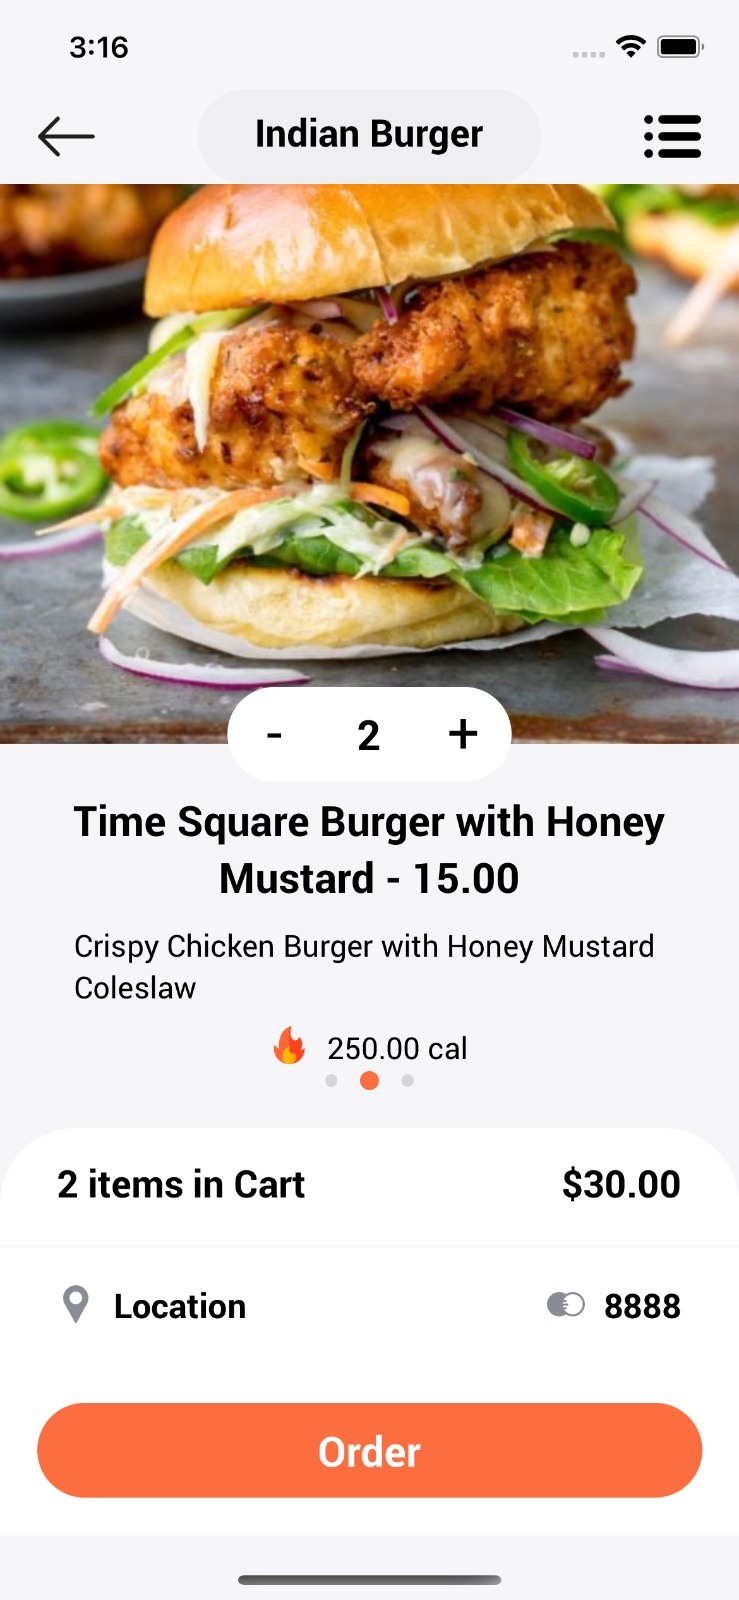 3:16
Indian Burger
- 2 +
Time Square Burger with Honey
Mustard - 15.00
Crispy Chicken Burger with Honey Mustard
Coleslaw
250.00 cal
2 items in Cart $30.00
Location 8888
Order